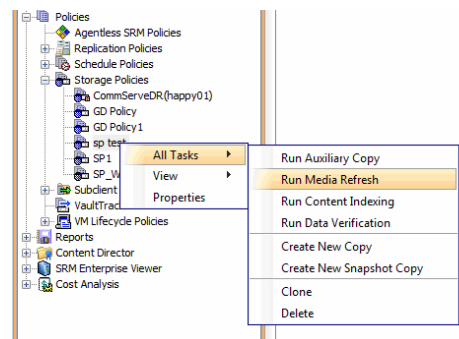 Policies
Agentless SRM Policies
Replication Policies
Schedule Policies
Storage Policies
CommServeDR(happy01)
GD Policy
GD Policy1
sp test
SP1
SP_W
Subclient
VaultTrac
VM Lifecycle Policies
Reports
Content Director
SRM Enterprise Viewer
Cost Analysis
All Tasks
View
Properties
Run Auxiliary Copy
Run Media Refresh
Run Content Indexing
Run Data Verification
Create New Copy
Create New Snapshot Copy
Clone
Delete